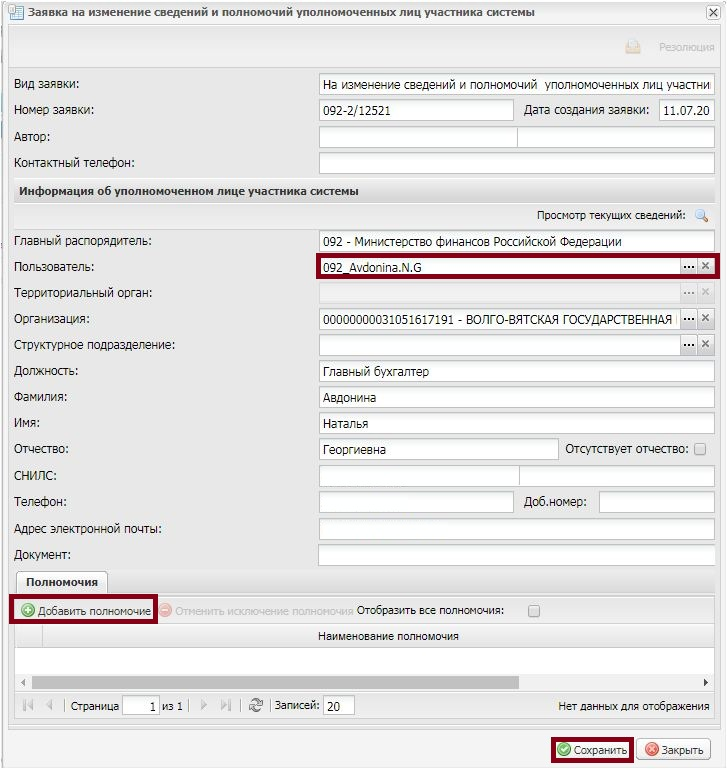 Заявка на изменение сведений и полномочий уполномоченных лиц участника системы
Резолюция
Вид заявки: На изменение сведений и полномочий уполномоченных лиц участни
Номер заявки: 092-2/12521 Дата создания заявки: 11.07.20
Автор:
Контактный телефон:
Информация об уполномоченном лице участника системы
Просмотр текущих сведений:
Главный распорядитель: 092 - Министерство финансов Российской Федерации
Пользователь: 092_Avdonina.N.G ... ×
Территориальный орган: ... ×
Организация: 00000000031051617191 - ВОЛГО-ВЯТСКАЯ ГОСУДАРСТВЕННАЯ ... ×
Структурное подразделение: ... ×
Должность: Главный бухгалтер
Фамилия: Авдонина
Имя: Наталья
Отчество: Георгиевна Отсутствует отчество:
СНИЛС:
Телефон: Доб.номер:
Адрес электронной почты:
Документ:
Полномочия
Добавить полномочие Отменить исключение полномочия Отобразить все полномочия:
Наименование полномочия
Страница 1 из 1 Записей: 20 Нет данных для отображения
Сохранить Закрыть